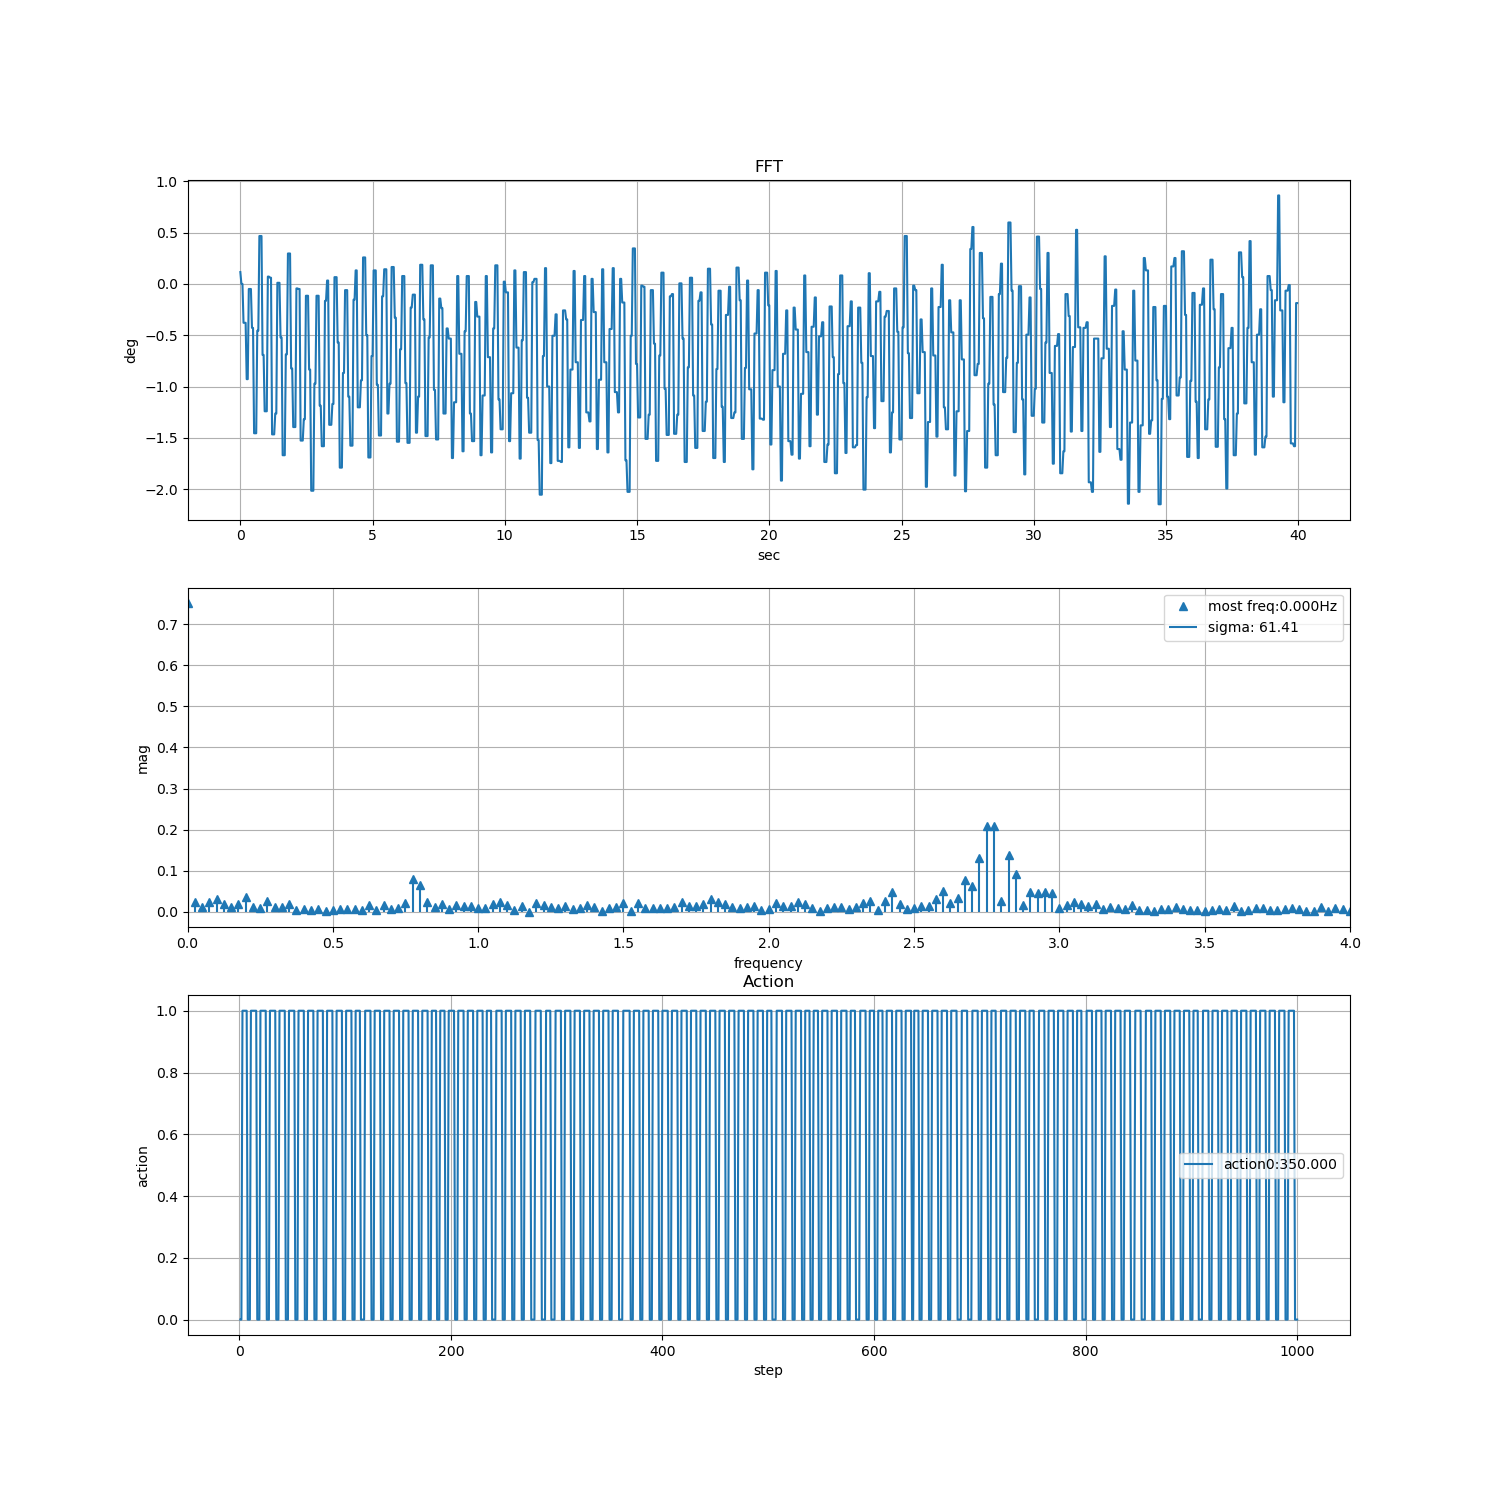 FFT
1.0
0.5
0.0
−0.5
−1.0
−1.5
−2.0
deg
0 5 10 15 20 25 30 35 40
sec
most freq:0.000Hz
sigma: 61.41
0.7
0.6
0.5
0.4
0.3
0.2
0.1
0.0
mag
0.0 0.5 1.0 1.5 2.0 2.5 3.0 3.5 4.0
frequency
Action
1.0
0.8
0.6
0.4
0.2
0.0
action
action0:350.000
0 200 400 600 800 1000
step